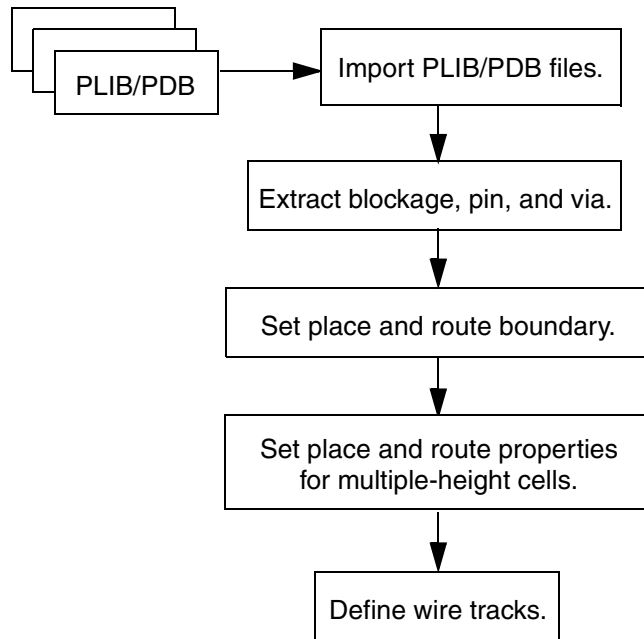 PLIB/PDB
Import PLIB/PDB files.
Extract blockage, pin, and via.
Set place and route boundary.
Set place and route properties
for multiple-height cells.
Define wire tracks.